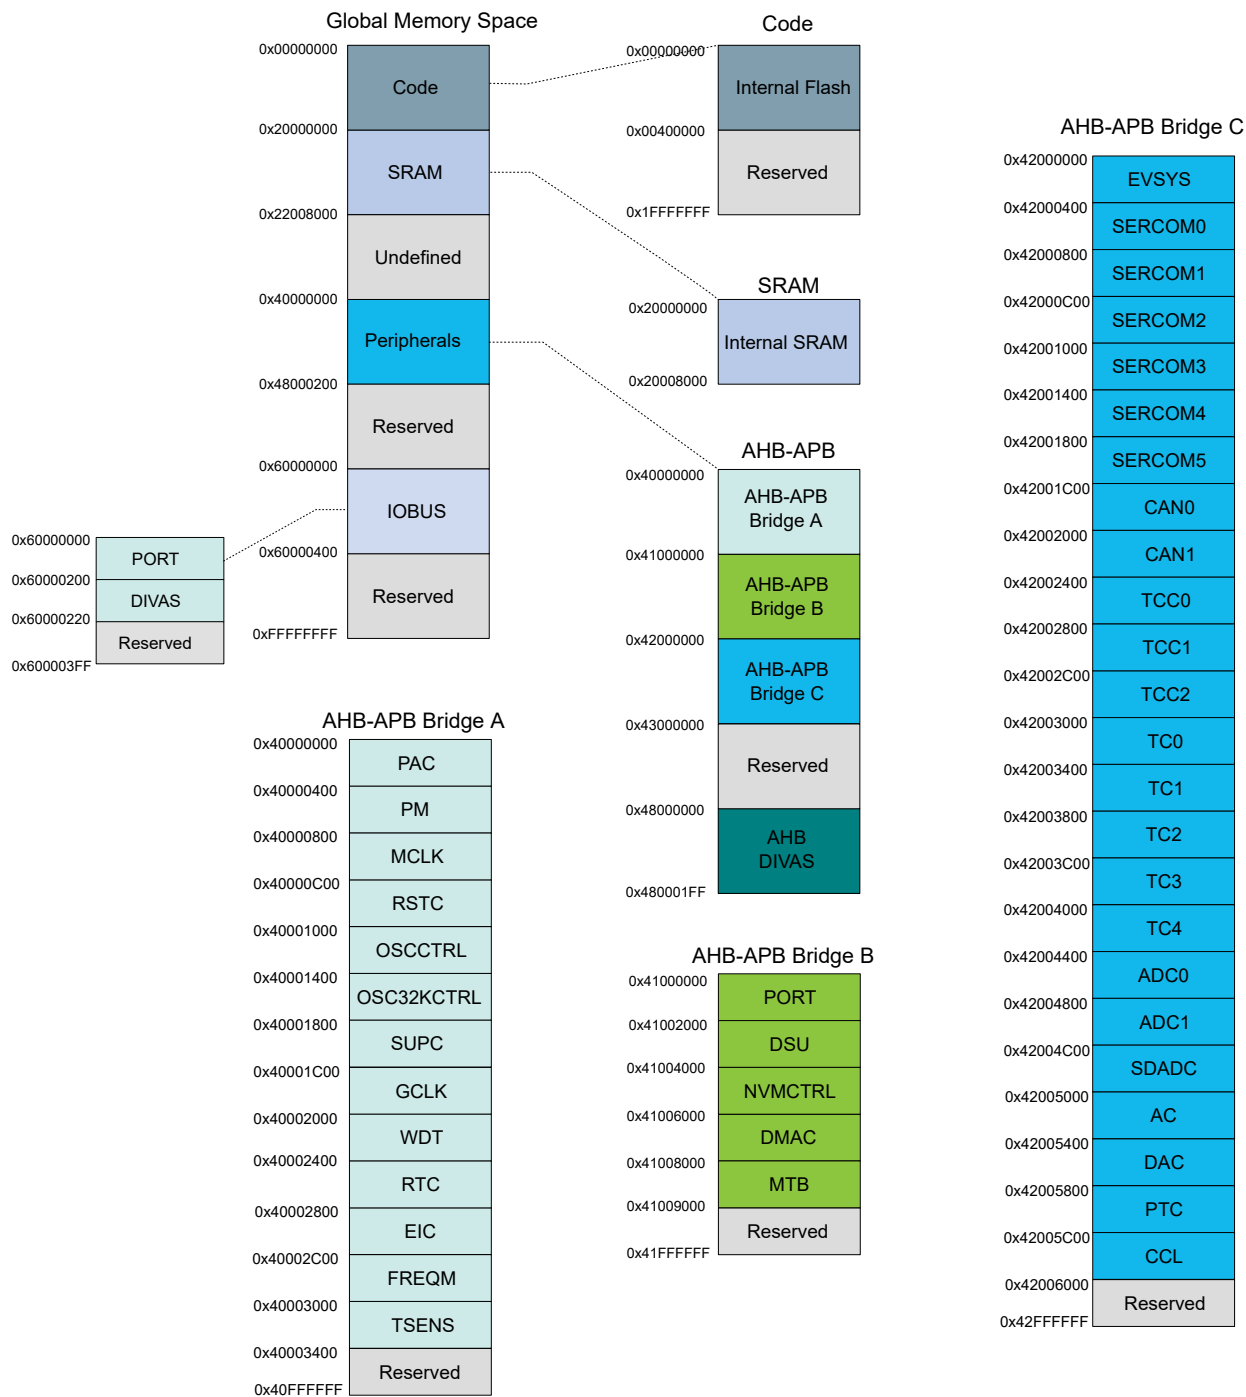 Global Memory Space
0x00000000
Code
0x20000000
SRAM
0x22008000
Undefined
0x40000000
Peripherals
0x48000200
Reserved
0x60000000
IOBUS
0x60000400
Reserved
0xFFFFFFFF
0x60000000
PORT
0x60000200
DIVAS
0x60000220
Reserved
0x600003FF
Code
0x00000000
Internal Flash
0x00400000
Reserved
0x1FFFFFFF
SRAM
0x20000000
Internal SRAM
0x20008000
AHB-APB
0x40000000
AHB-APB
Bridge A
0x41000000
AHB-APB
Bridge B
0x42000000
AHB-APB
Bridge C
0x43000000
Reserved
0x48000000
AHB
DIVAS
0x480001FF
AHB-APB Bridge A
0x40000000
PAC
0x40000400
PM
0x40000800
MCLK
0x40000C00
RSTC
0x40001000
OSCCTRL
0x40001400
OSC32KCTRL
0x40001800
SUPC
0x40001C00
GCLK
0x40002000
WDT
0x40002400
RTC
0x40002800
EIC
0x40002C00
FREQM
0x40003000
TSENS
0x40003400
Reserved
0x40FFFFFF
AHB-APB Bridge B
0x41000000
PORT
0x41002000
DSU
0x41004000
NVMCTRL
0x41006000
DMAC
0x41008000
MTB
0x41009000
Reserved
0x41FFFFFF
AHB-APB Bridge C
0x42000000
EVSYS
0x42000400
SERCOM0
0x42000800
SERCOM1
0x42000C00
SERCOM2
0x42001000
SERCOM3
0x42001400
SERCOM4
0x42001800
SERCOM5
0x42001C00
CAN0
0x42002000
CAN1
0x42002400
TCC0
0x42002800
TCC1
0x42002C00
TCC2
0x42003000
TC0
0x42003400
TC1
0x42003800
TC2
0x42003C00
TC3
0x42004000
TC4
0x42004400
ADC0
0x42004800
ADC1
0x42004C00
SDADC
0x42005000
AC
0x42005400
DAC
0x42005800
PTC
0x42005C00
CCL
0x42006000
Reserved
0x42FFFFFF